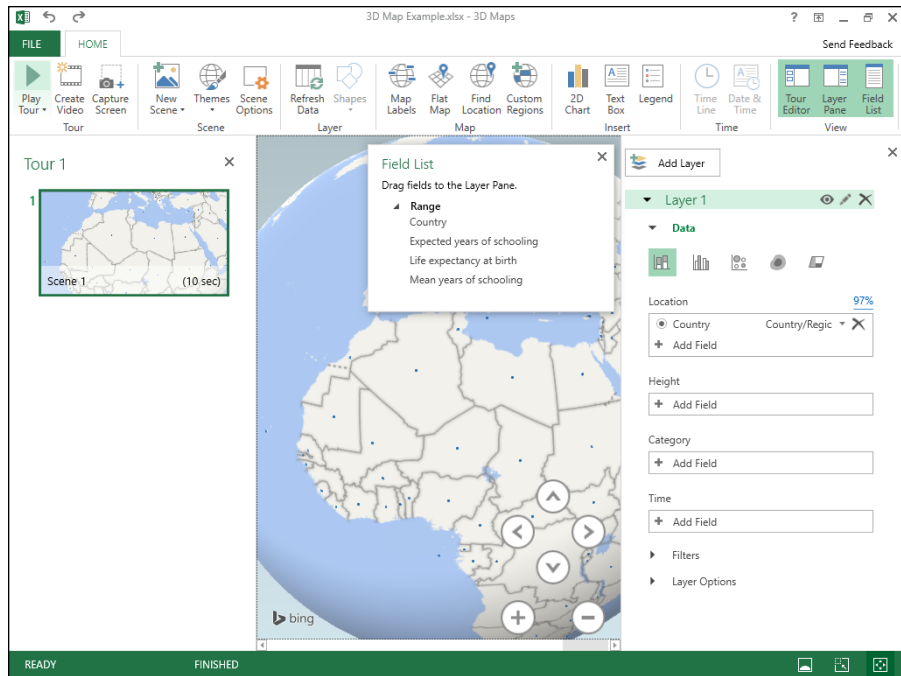 3D Map Example.xlsx - 3D Maps
?
FILE
HOME
Send Feedback
Play Tour
Create Video
Capture Screen
Tour
New Scene
Themes
Scene Options
Scene
Refresh Data
Shapes
Layer
Map Labels
Flat Map
Find Location
Custom Regions
Map
2D Chart
Text Box
Legend
Insert
Time Line
Date & Time
Time
Tour Editor
Layer Pane
Field List
View
Tour 1
1
Scene 1 (10 sec)
Field List
Drag fields to the Layer Pane.
Range
Country
Expected years of schooling
Life expectancy at birth
Mean years of schooling
bing
Add Layer
Layer 1
Data
Location 97%
Country Country/Regic
Add Field
Height
Add Field
Category
Add Field
Time
Add Field
Filters
Layer Options
READY
FINISHED